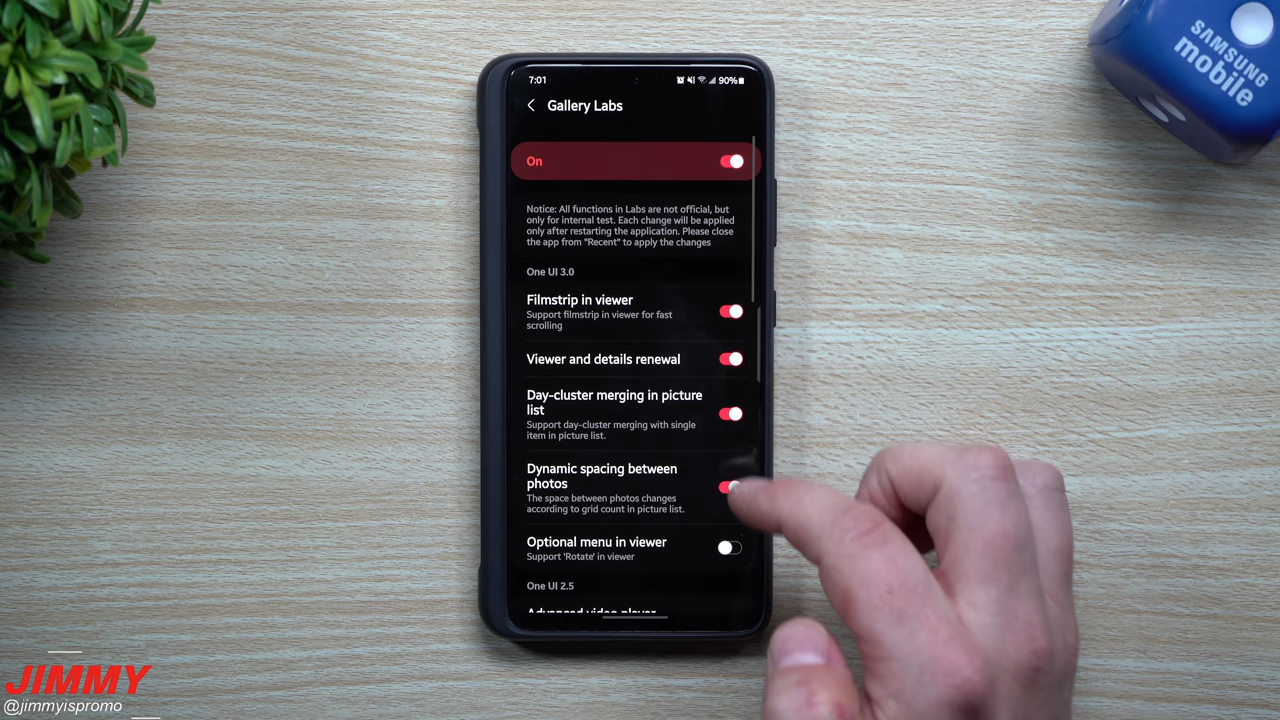 SAMSUNG
mobile
7:01
90%
Gallery Labs
On
Notice: All functions in Labs are not official, but
only for internal test. Each change will be applied
only after restarting the application. Please close
the app from "Recent" to apply the changes
One UI 3.0
Filmstrip in viewer
Support filmstrip in viewer for fast
scrolling
Viewer and details renewal
Day-cluster merging in picture
list
Support day-cluster merging with single
item in picture list.
Dynamic spacing between
photos
The space between photos changes
according to grid count in picture list.
Optional menu in viewer
Support 'Rotate' in viewer
One UI 2.5
Advanced video player
JIMMY
@jimmyispromo